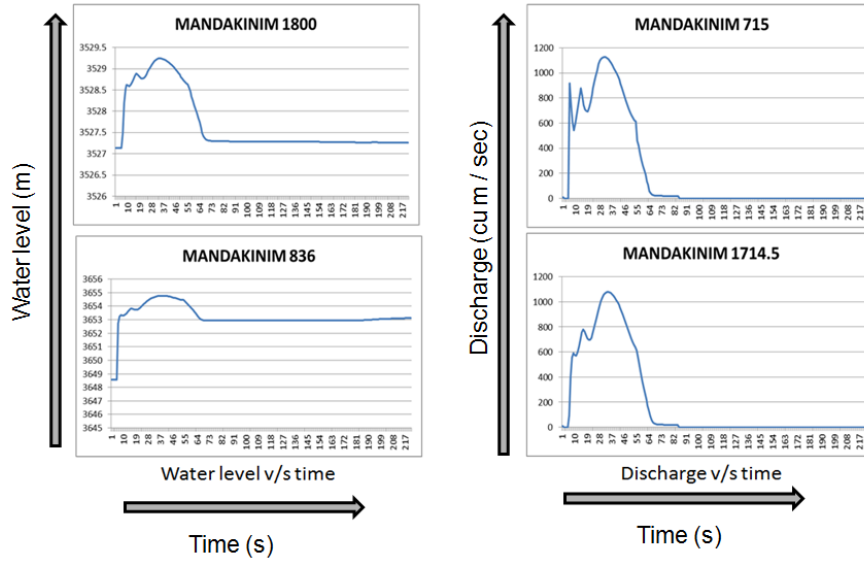 MANDAKINIM 1800
3529.5
3529
3528.5
3528
3527.5
3527
3526.5
3526
1 10 19 28 37 46 55 64 73 82 91 100 109 118 127 136 145 154 163 172 181 190 199 208 217
MANDAKINIM 836
3656
3655
3654
3653
3652
3651
3650
3649
3648
3647
3646
3645
1 10 19 28 37 46 55 64 73 82 91 100 109 118 127 136 145 154 163 172 181 190 199 208 217
Water level (m)
Water level v/s time
Time (s)
MANDAKINIM 715
1200
1000
800
600
400
200
0
1 10 19 28 37 46 55 64 73 82 91 100 109 118 127 136 145 154 163 172 181 190 199 208 217
MANDAKINIM 1714.5
1200
1000
800
600
400
200
0
1 10 19 28 37 46 55 64 73 82 91 100 109 118 127 136 145 154 163 172 181 190 199 208 217
Discharge (cu m / sec)
Discharge v/s time
Time (s)